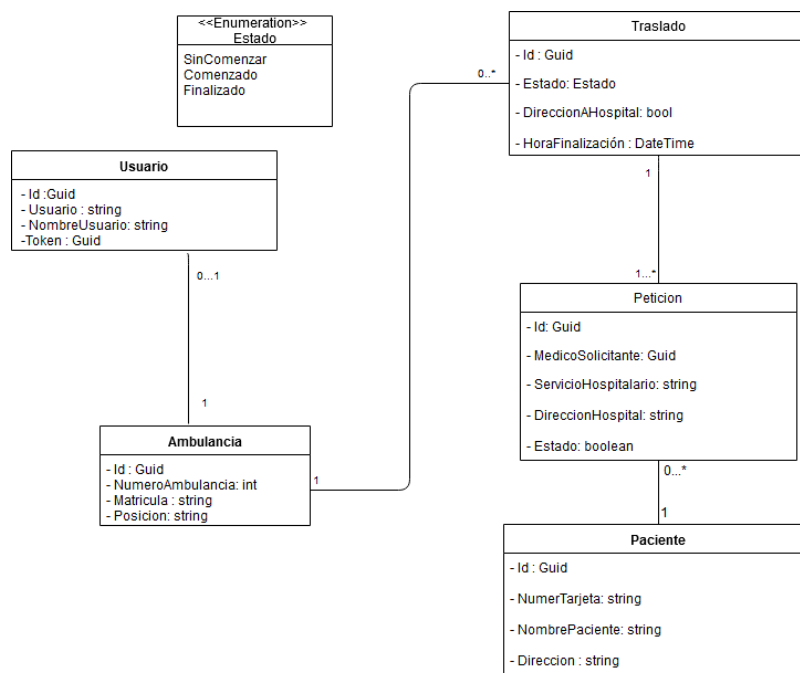 <<Enumeration>>
Estado
SinComenzar
Comenzado
Finalizado
Traslado
- Id : Guid
- Estado: Estado
- DireccionAHospital: bool
- HoraFinalización : DateTime
0..*
1
Usuario
- Id :Guid
- Usuario : string
- NombreUsuario: string
-Token : Guid
0...1
1
1...*
Peticion
- Id: Guid
- MedicoSolicitante: Guid
- ServicioHospitalario: string
- DireccionHospital: string
- Estado: boolean
0...*
1
Ambulancia
- Id : Guid
- NumeroAmbulancia: int
- Matricula : string
- Posicion: string
1
Paciente
- Id : Guid
- NumerTarjeta: string
- NombrePaciente: string
- Direccion : string